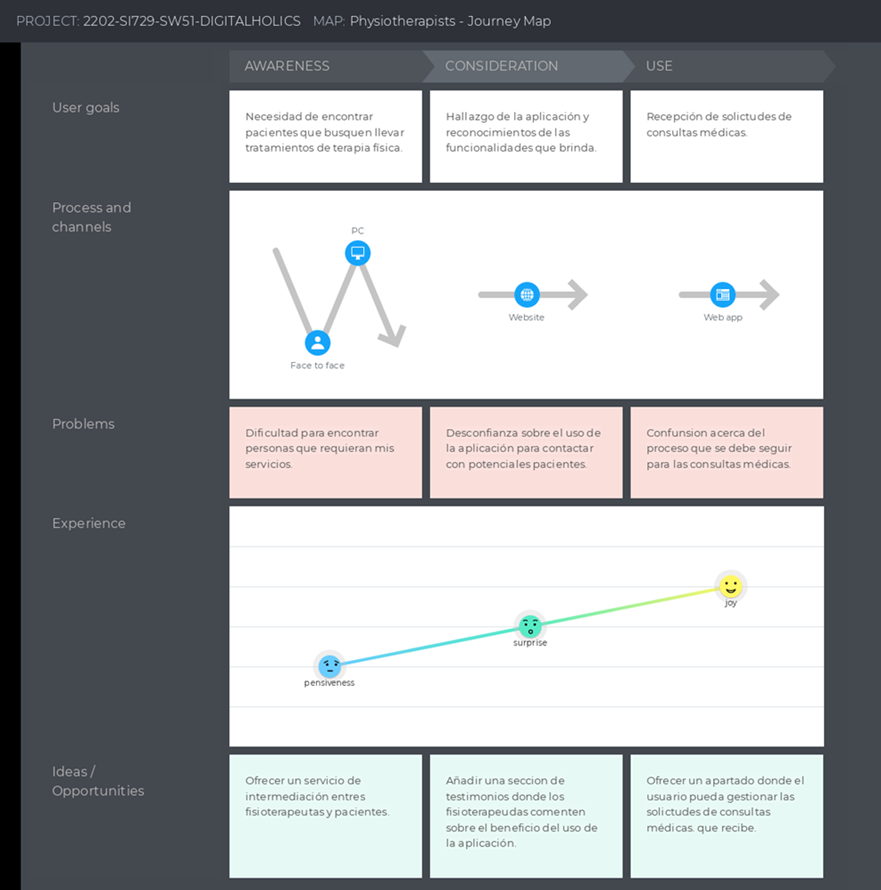 PROJECT: 2202-SI729-SW51-DIGITALHOLICS MAP: Physiotherapists - Journey Map
AWARENESS
CONSIDERATION
USE
User goals
Necesidad de encontrar
pacientes que busquen llevar
tratamientos de terapia física.
Hallazgo de la aplicación y
reconocimientos de las
funcionalidades que brinda.
Recepción de solictudes de
consultas médicas.
Process and
channels
PC
Face to face
Website
Web app
Problems
Dificultad para encontrar
personas que requieran mis
servicios.
Desconfianza sobre el uso de
la aplicación para contactar
con potenciales pacientes.
Confunsion acerca del
proceso que se debe seguir
para las consultas médicas.
Experience
pensiveness
surprise
joy
Ideas /
Opportunities
Ofrecer un servicio de
intermediación entres
fisioterapeutas y pacientes.
Añadir una seccion de
testimonios donde los
fisioterapeudas comenten
sobre el beneficio del uso de
la aplicación.
Ofrecer un apartado donde el
usuario pueda gestionar las
solictudes de consultas
médicas. que recibe.